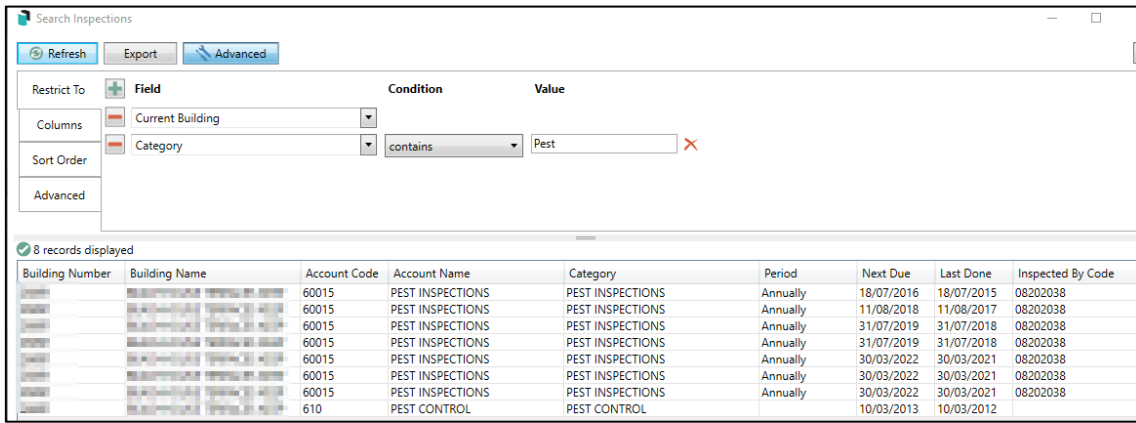 Search Inspections
Refresh Export Advanced
Restrict To Field Condition Value
Columns Current Building
Category contains Pest
Sort Order
Advanced
8 records displayed
Building Number Building Name Account Code Account Name Category Period Next Due Last Done Inspected By Code
60015 PEST INSPECTIONS PEST INSPECTIONS Annually 18/07/2016 18/07/2015 08202038
60015 PEST INSPECTIONS PEST INSPECTIONS Annually 11/08/2018 11/08/2017 08202038
60015 PEST INSPECTIONS PEST INSPECTIONS Annually 31/07/2019 31/07/2018 08202038
60015 PEST INSPECTIONS PEST INSPECTIONS Annually 31/07/2019 31/07/2018 08202038
60015 PEST INSPECTIONS PEST INSPECTIONS Annually 30/03/2022 30/03/2021 08202038
60015 PEST INSPECTIONS PEST INSPECTIONS Annually 30/03/2022 30/03/2021 08202038
60015 PEST INSPECTIONS PEST INSPECTIONS Annually 30/03/2022 30/03/2021 08202038
610 PEST CONTROL PEST CONTROL 10/03/2013 10/03/2012